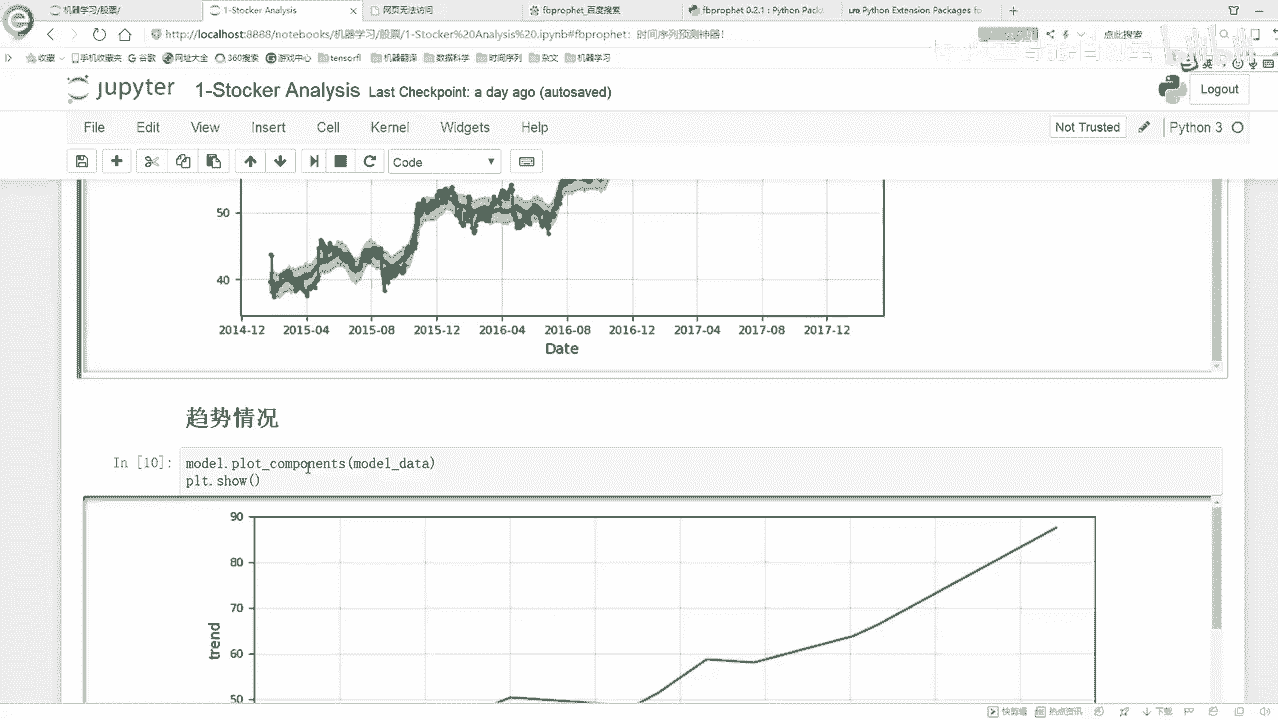 机器学习/股票/
1-Stocker Analysis
网页无法访问
fbprophet_百度搜索
fbprophet 0.2.1 : Python Pack
Python Extension Packages fo
http://localhost:8888/notebooks/机器学习/股票/1-Stocker%20Analysis%20.ipynb#fbprophet：时间序列预测神器！
点此搜索
收藏
手机收藏夹
谷歌
网址大全
360搜索
游戏中心
tensorfl
机器翻译
数据科学
时间序列
杂文
机器学习
jupyter 1-Stocker Analysis Last Checkpoint: a day ago (autosaved)
Logout
File Edit View Insert Cell Kernel Widgets Help
Not Trusted
Python 3
Code
50
40
2014-12 2015-04 2015-08 2015-12 2016-04 2016-08 2016-12 2017-04 2017-08 2017-12
Date
趋势情况
In [10]: model.plot_components(model_data)
plt.show()
90
80
70
60
50
trend
快剪辑
热点资讯
下载